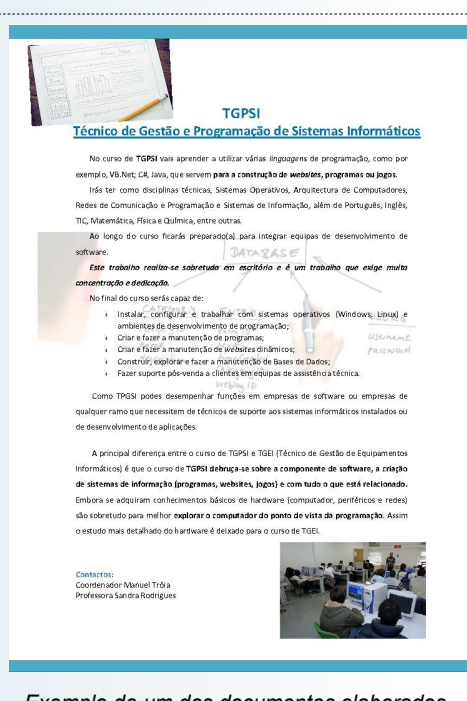 TGPSI
Técnico de Gestão e Programação de Sistemas Informáticos
No curso de TGPSI vais aprender a utilizar várias linguagens de programação, como por
exemplo, VB.Net; C#, Java, que servem para a construção de websites, programas ou jogos.
Irás ter como disciplinas técnicas, Sistemas Operativos, Arquitectura de Computadores,
Redes de Comunicação e Programação e Sistemas de Informação, além de Português, Inglês,
TIC, Matemática, Física e Química, entre outras.
Ao longo do curso ficarás preparado(a) para integrar equipas de desenvolvimento de
software.
DATABASE
Este trabalho realiza-se sobretudo em escritório e é um trabalho que exige muita
concentração e dedicação.
No final do curso serás capaz de:
Instalar, configurar e trabalhar com sistemas operativos (Windows, Linux) e
ambientes de desenvolvimento de programação;
Criar e fazer a manutenção de programas;
Criar e fazer a manutenção de websites dinâmicos;
Construir, explorar e fazer a manutenção de Bases de Dados;
Fazer suporte pós-venda a clientes em equipas de assistência técnica.
username
password
weblog ID
Como TPGSI podes desempenhar funções em empresas de software ou empresas de
qualquer ramo que necessitem de técnicos de suporte aos sistemas informáticos instalados ou
de desenvolvimento de aplicações.
A principal diferença entre o curso de TGPSI e TGEI (Técnico de Gestão de Equipamentos
Informáticos) é que o curso de TGPSI debruça-se sobre a componente de software, a criação
de sistemas de informação (programas, websites, jogos) e com tudo o que está relacionado.
Embora se adquiram conhecimentos básicos de hardware (computador, periféricos e redes)
são sobretudo para melhor explorar o computador do ponto de vista da programação. Assim
o estudo mais detalhado do hardware é deixado para o curso de TGEI.
Contactos:
Coordenador Manuel Tróia
Professora Sandra Rodrigues
Exemplo de um dos documentos elaborados